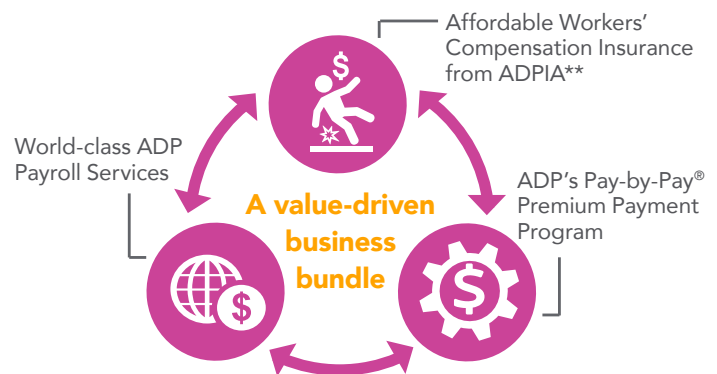 Affordable Workers’
Compensation Insurance
from ADPIA**
World-class ADP
Payroll Services
ADP’s Pay-by-Pay®
Premium Payment
Program
A value-driven
business
bundle
$
$
$